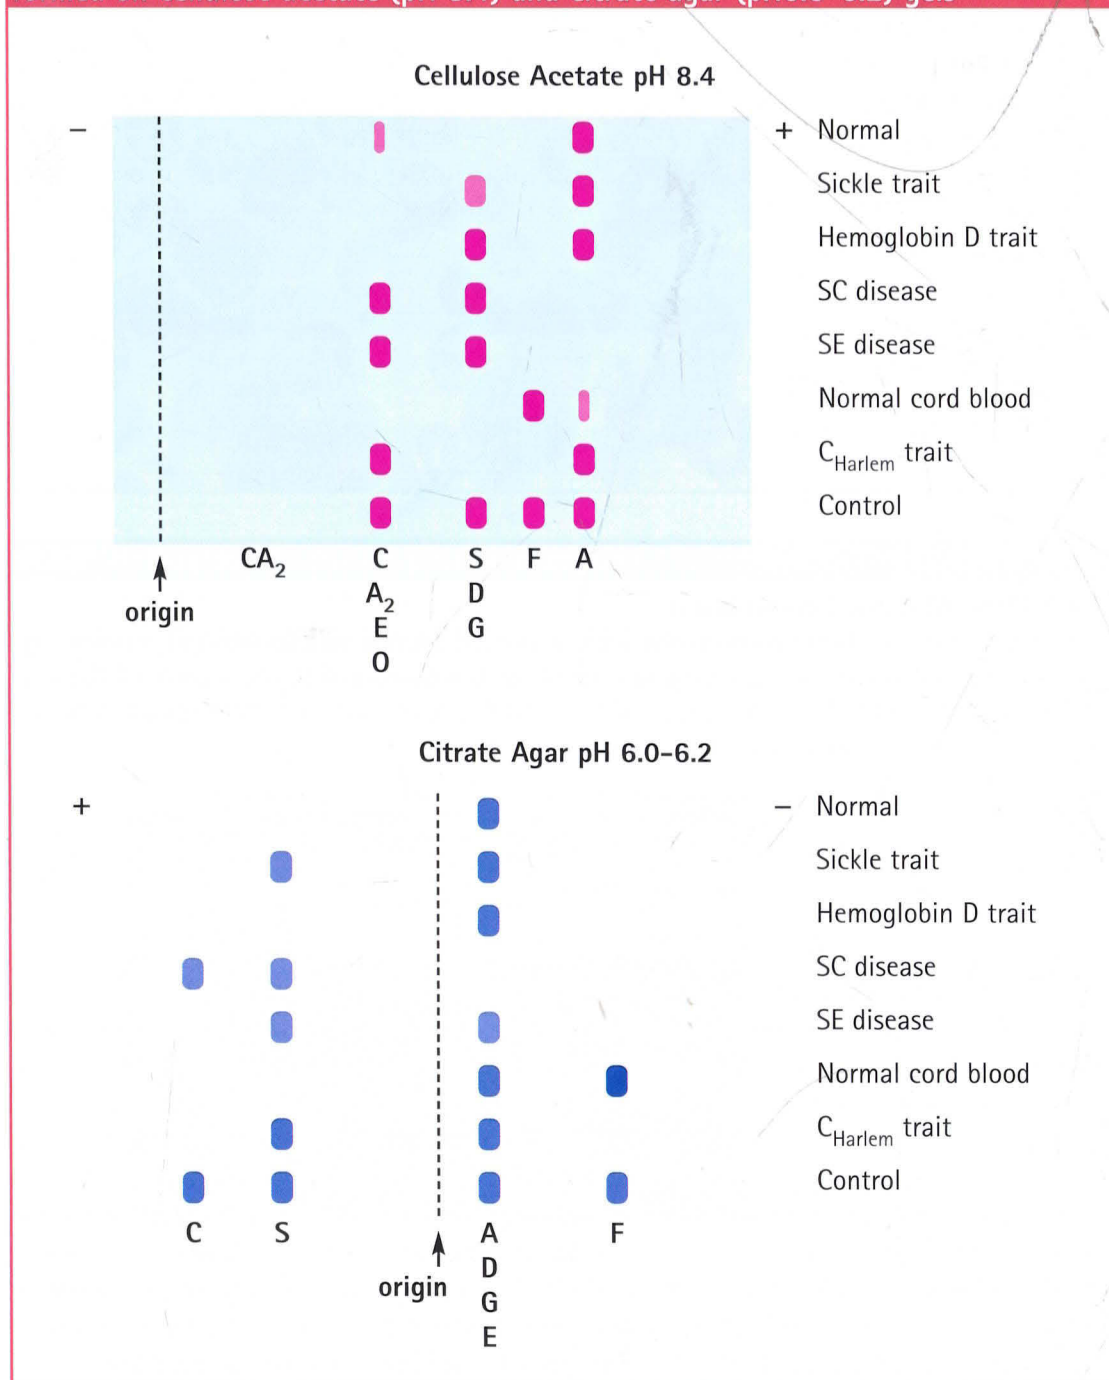 Cellulose Acetate pH 8.4
− + Normal
Sickle trait
Hemoglobin D trait
SC disease
SE disease
Normal cord blood
C_Harlem trait
Control
CA₂ C S F A
A₂ D
E G
O
origin
Citrate Agar pH 6.0–6.2
+ − Normal
Sickle trait
Hemoglobin D trait
SC disease
SE disease
Normal cord blood
C_Harlem trait
Control
C S A F
D
G
E
origin